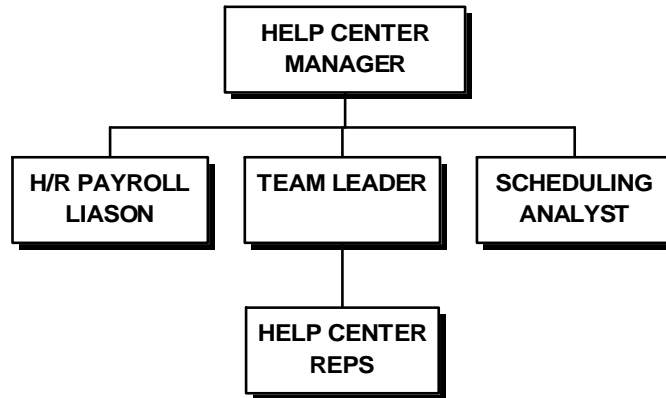 HELP CENTER
MANAGER
H/R PAYROLL
LIASON
TEAM LEADER
SCHEDULING
ANALYST
HELP CENTER
REPS